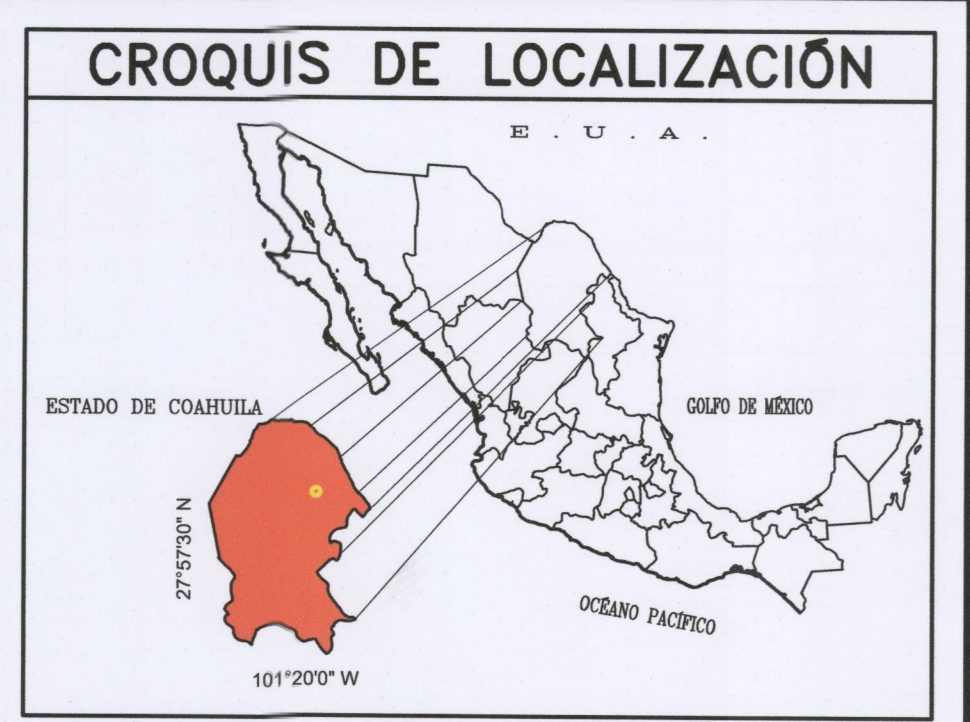 CROQUIS DE LOCALIZACIÓN
E . U . A .
ESTADO DE COAHUILA
GOLFO DE MÉXICO
27°57'30" N
OCÉANO PACÍFICO
101°20'0" W